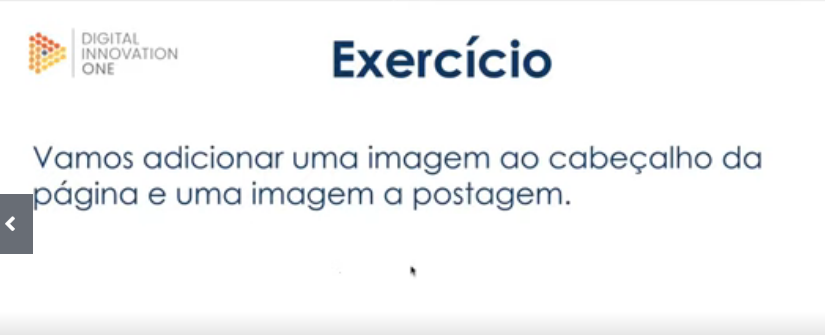 DIGITAL
INNOVATION
ONE
Exercício
Vamos adicionar uma imagem ao cabeçalho da
página e uma imagem a postagem.